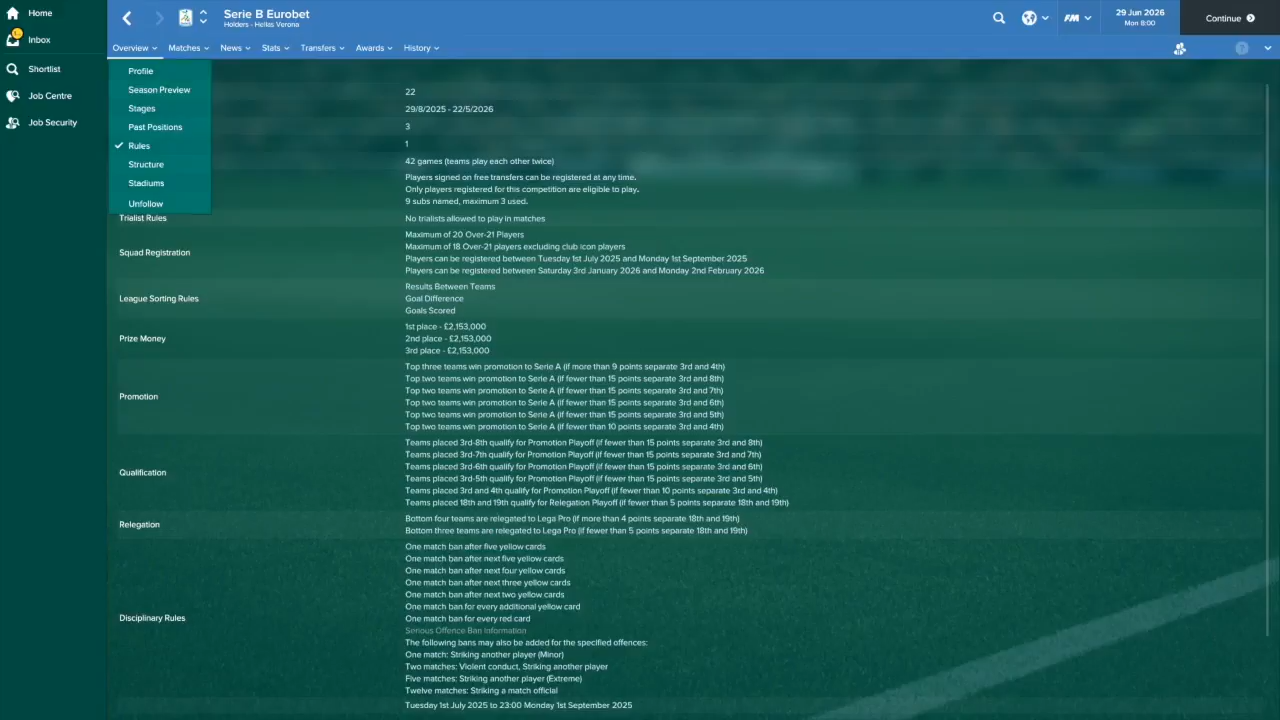 Home
Inbox
Shortlist
Job Centre
Job Security
Serie B Eurobet
Holders - Hellas Verona
FM
29 Jun 2026
Mon 8:00
Continue
Overview
Matches
News
Stats
Transfers
Awards
History
Profile
Season Preview
Stages
Past Positions
Rules
Structure
Stadiums
Unfollow
22
29/8/2025 - 22/5/2026
3
1
42 games (teams play each other twice)
Players signed on free transfers can be registered at any time.
Only players registered for this competition are eligible to play.
9 subs named, maximum 3 used.
Trialist Rules
No trialists allowed to play in matches
Squad Registration
Maximum of 20 Over-21 Players
Maximum of 18 Over-21 players excluding club icon players
Players can be registered between Tuesday 1st July 2025 and Monday 1st September 2025
Players can be registered between Saturday 3rd January 2026 and Monday 2nd February 2026
League Sorting Rules
Results Between Teams
Goal Difference
Goals Scored
Prize Money
1st place - £2,153,000
2nd place - £2,153,000
3rd place - £2,153,000
Promotion
Top three teams win promotion to Serie A (if more than 9 points separate 3rd and 4th)
Top two teams win promotion to Serie A (if fewer than 15 points separate 3rd and 8th)
Top two teams win promotion to Serie A (if fewer than 15 points separate 3rd and 7th)
Top two teams win promotion to Serie A (if fewer than 15 points separate 3rd and 6th)
Top two teams win promotion to Serie A (if fewer than 15 points separate 3rd and 5th)
Top two teams win promotion to Serie A (if fewer than 10 points separate 3rd and 4th)
Qualification
Teams placed 3rd-8th qualify for Promotion Playoff (if fewer than 15 points separate 3rd and 8th)
Teams placed 3rd-7th qualify for Promotion Playoff (if fewer than 15 points separate 3rd and 7th)
Teams placed 3rd-6th qualify for Promotion Playoff (if fewer than 15 points separate 3rd and 6th)
Teams placed 3rd-5th qualify for Promotion Playoff (if fewer than 15 points separate 3rd and 5th)
Teams placed 3rd and 4th qualify for Promotion Playoff (if fewer than 10 points separate 3rd and 4th)
Teams placed 18th and 19th qualify for Relegation Playoff (if fewer than 5 points separate 18th and 19th)
Relegation
Bottom four teams are relegated to Lega Pro (if more than 4 points separate 18th and 19th)
Bottom three teams are relegated to Lega Pro (if fewer than 5 points separate 18th and 19th)
Disciplinary Rules
One match ban after five yellow cards
One match ban after next five yellow cards
One match ban after next four yellow cards
One match ban after next three yellow cards
One match ban after next two yellow cards
One match ban for every additional yellow card
One match ban for every red card
Serious Offence Ban Information
The following bans may also be added for the specified offences:
One match: Striking another player (Minor)
Two matches: Violent conduct, Striking another player
Five matches: Striking another player (Extreme)
Twelve matches: Striking a match official
Tuesday 1st July 2025 to 23:00 Monday 1st September 2025